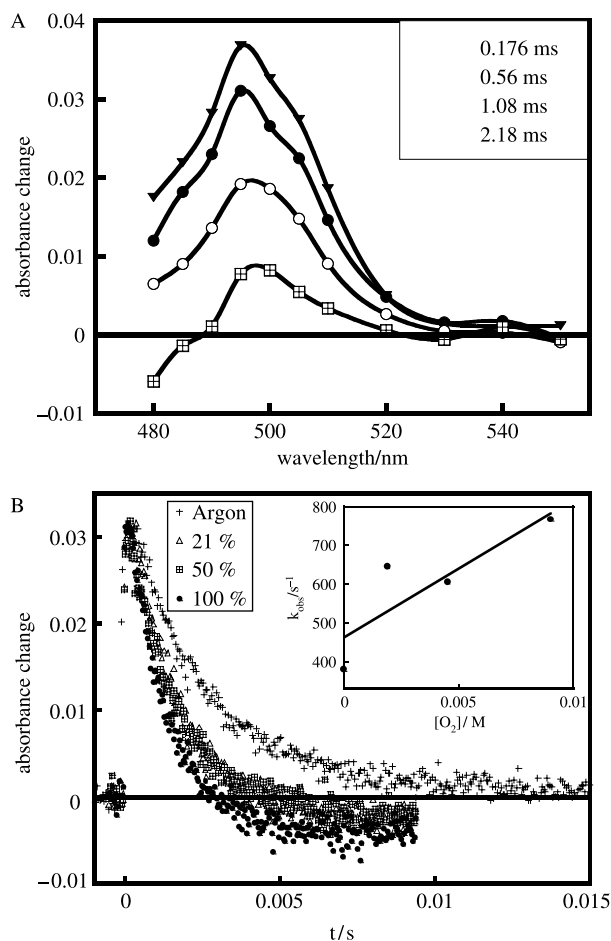 A
0.04
0.03
0.02
0.01
0
−0.01
absorbance change
0.176 ms
0.56 ms
1.08 ms
2.18 ms
480
500
520
540
wavelength/nm
B
0.03
0.02
0.01
0
−0.01
absorbance change
Argon
21 %
50 %
100 %
800
700
600
500
400
k_obs/s⁻¹
0
0.005
0.01
[O₂]/ M
0
0.005
0.01
0.015
t/s